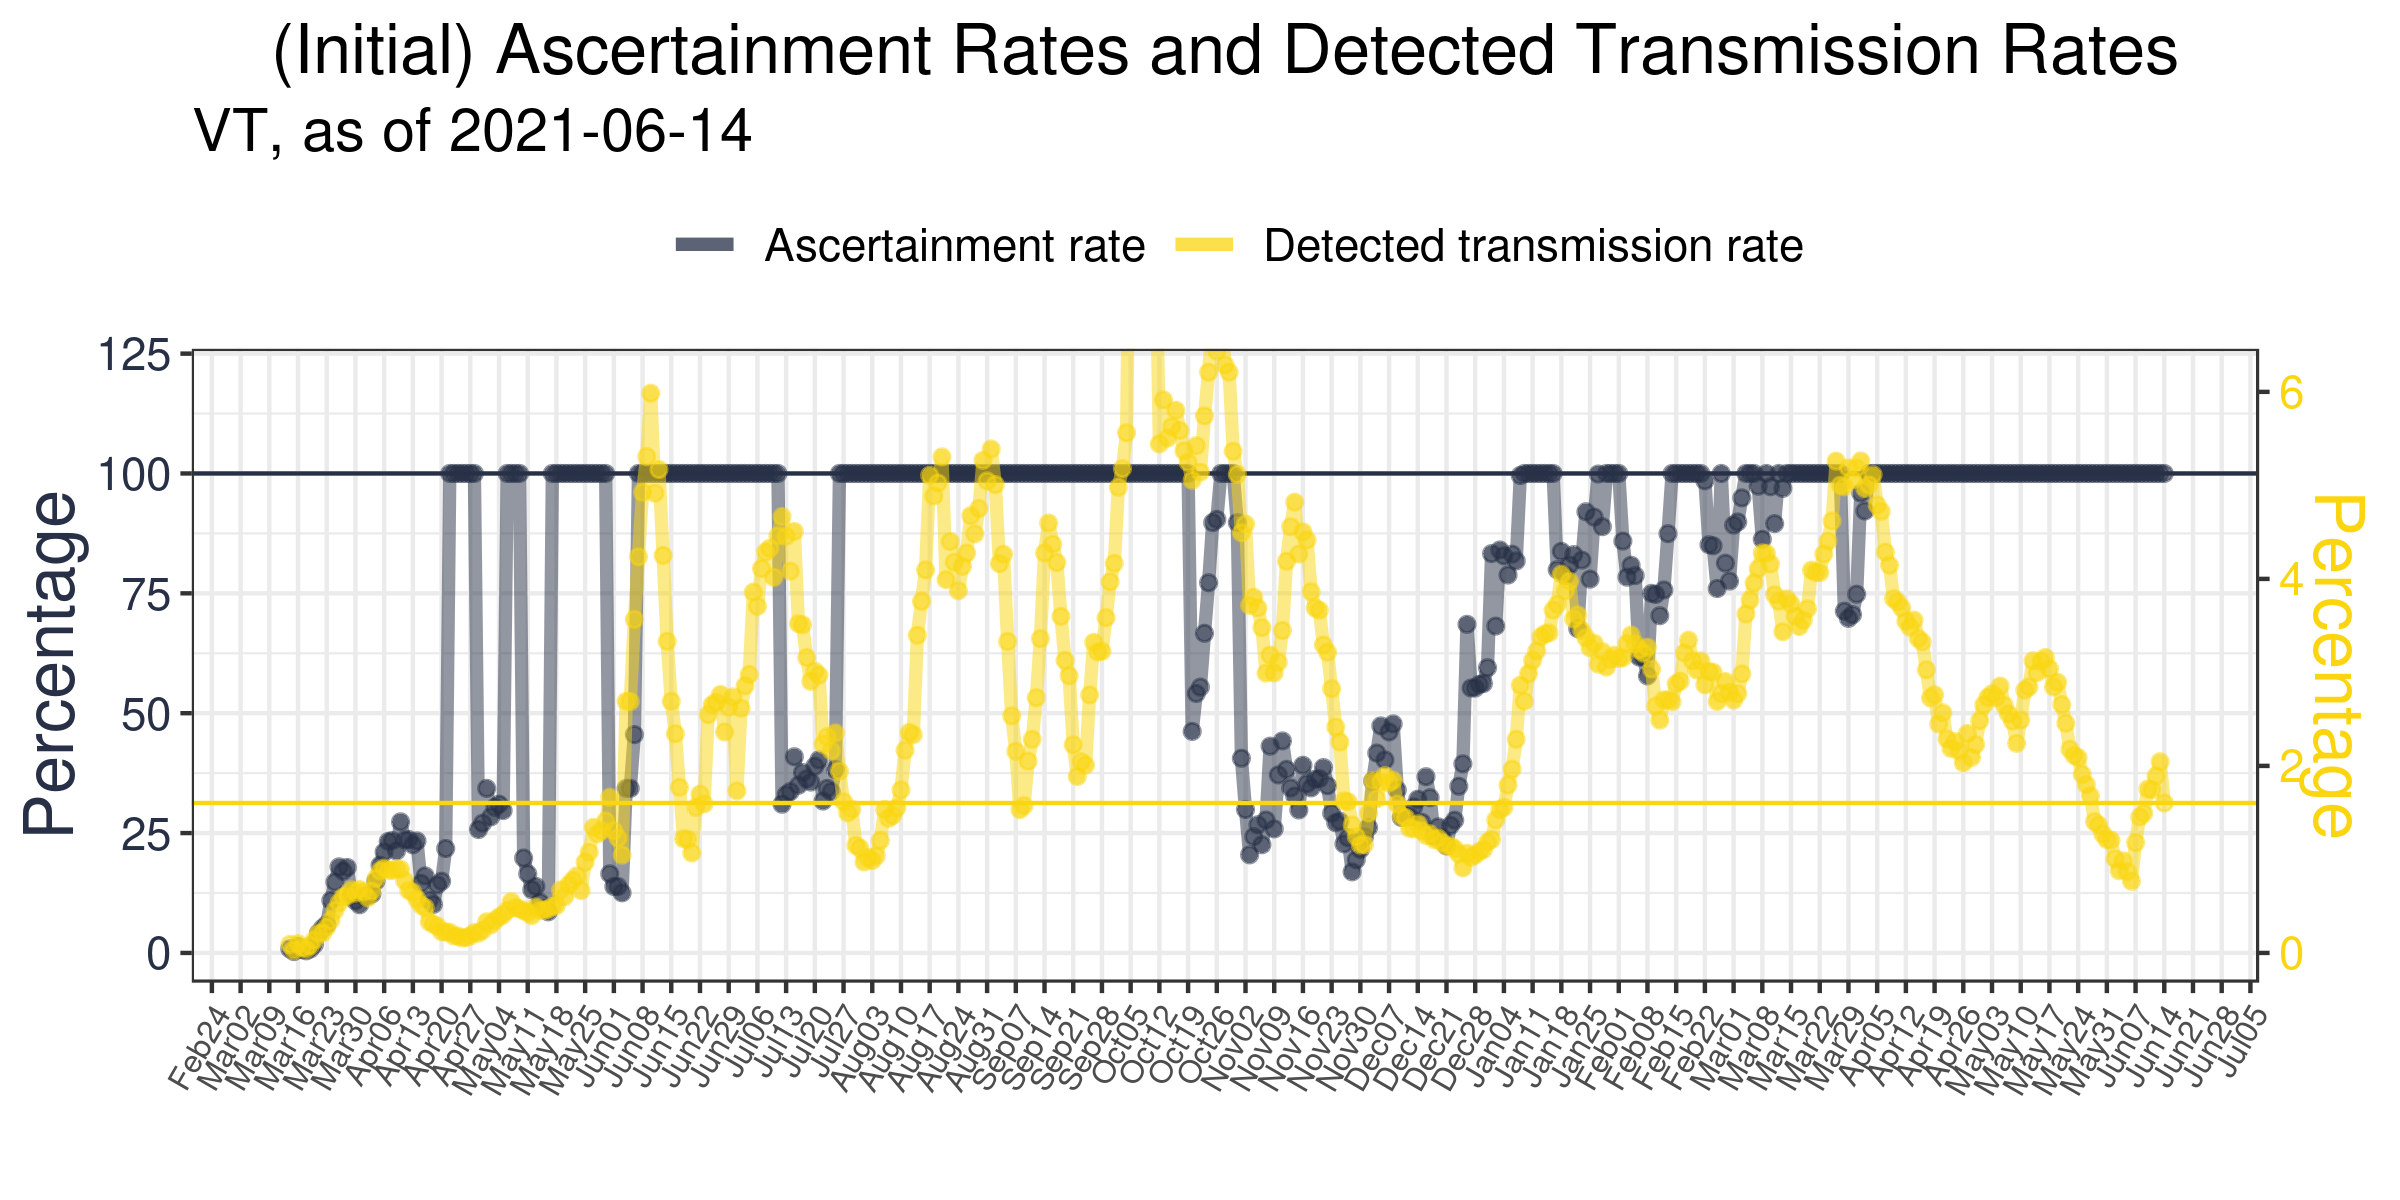 (Initial) Ascertainment Rates and Detected Transmission Rates
VT, as of 2021-06-14
Ascertainment rate
Detected transmission rate
Percentage
125
100
75
50
25
0
6
4
2
0
Percentage
Feb24
Mar02
Mar09
Mar16
Mar23
Mar30
Apr06
Apr13
Apr20
Apr27
May04
May11
May18
May25
Jun01
Jun08
Jun15
Jun22
Jun29
Jul06
Jul13
Jul20
Jul27
Aug03
Aug10
Aug17
Aug24
Aug31
Sep07
Sep14
Sep21
Sep28
Oct05
Oct12
Oct19
Oct26
Nov02
Nov09
Nov16
Nov23
Nov30
Dec07
Dec14
Dec21
Dec28
Jan04
Jan11
Jan18
Jan25
Feb01
Feb08
Feb15
Feb22
Mar01
Mar08
Mar15
Mar22
Mar29
Apr05
Apr12
Apr19
Apr26
May03
May10
May17
May24
May31
Jun07
Jun14
Jun21
Jun28
Jul05